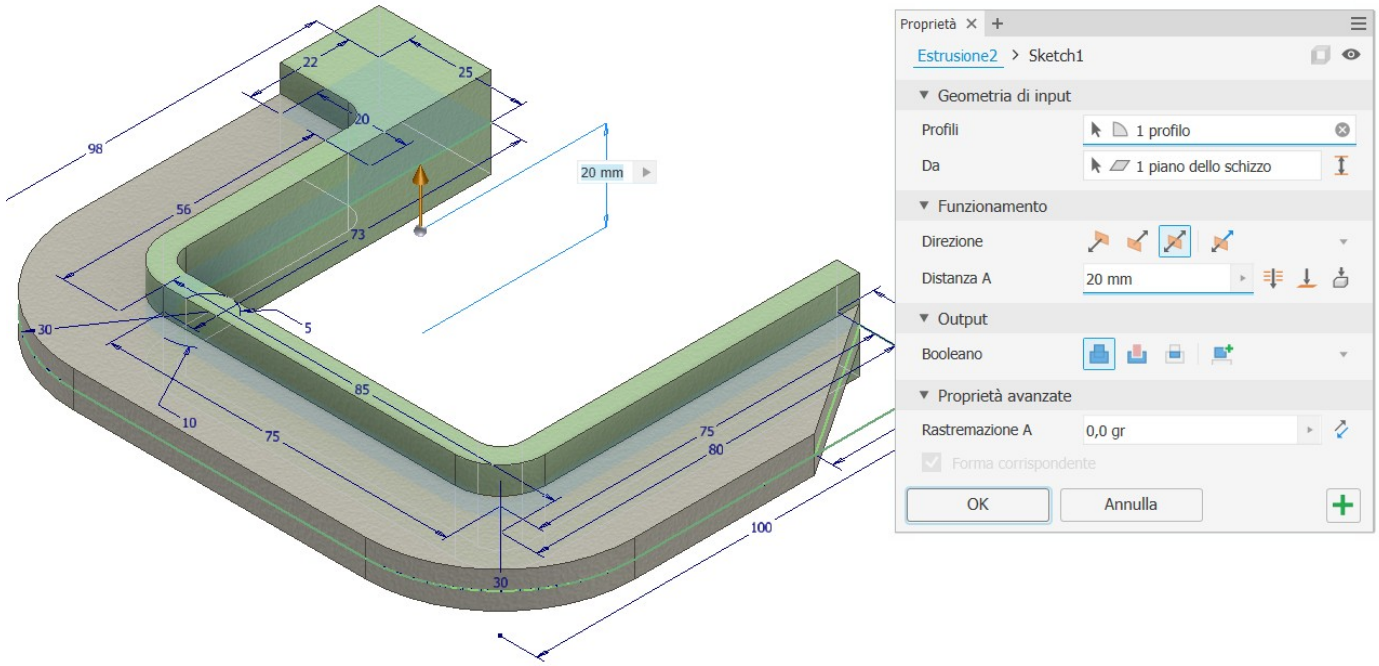 22
25
20
98
56
73
20 mm
30
5
10
85
75
75
80
100
30
Proprietà × +
Estrusione2 > Sketch1
Geometria di input
Profili 1 profilo
Da 1 piano dello schizzo
Funzionamento
Direzione
Distanza A 20 mm
Output
Booleano
Proprietà avanzate
Rastremazione A 0,0 gr
Forma corrispondente
OK Annulla